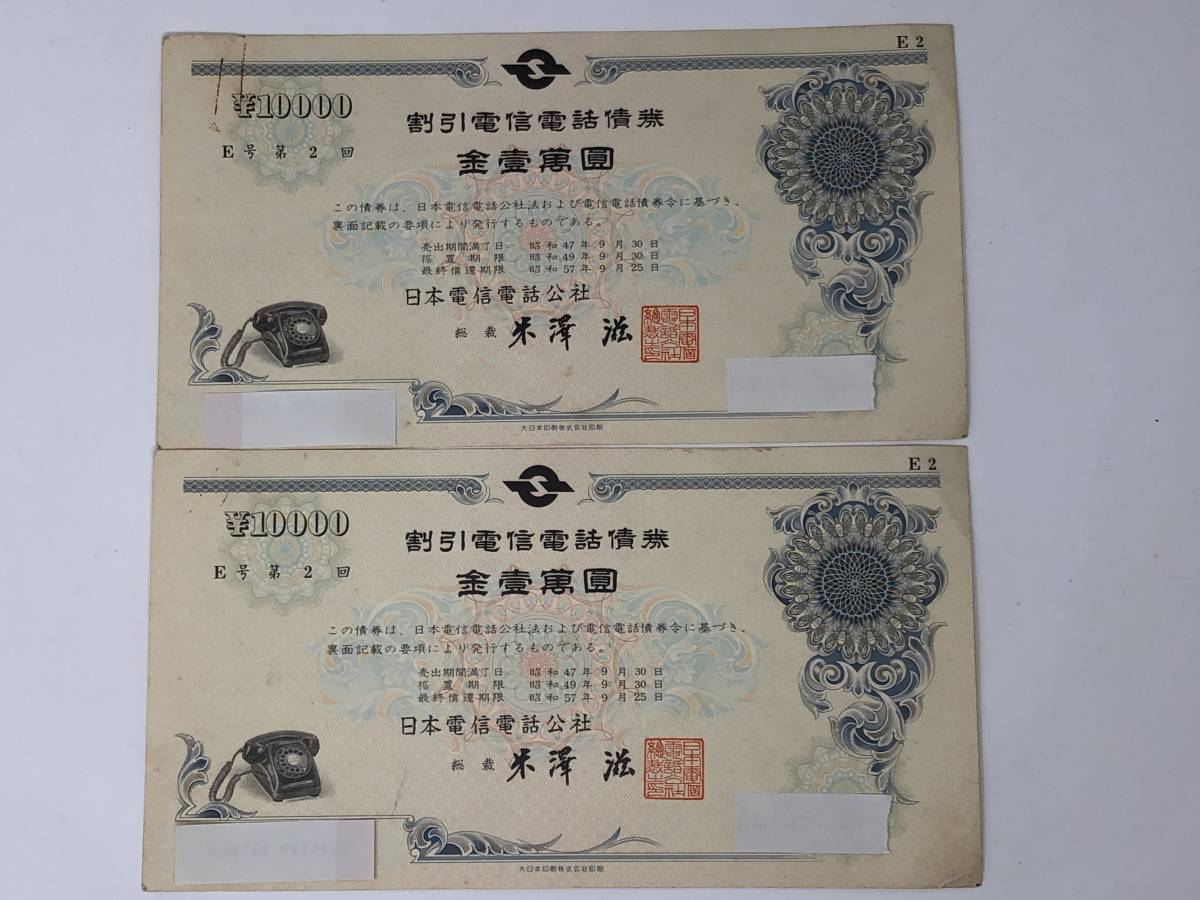 E 2
¥10000
E号第2回
割引電信電話債券
金壹萬圓
この債券は、日本電信電話公社法および電信電話債券令に基づき、
裏面記載の要項により発行するものである。
売出期間満了日 昭和47年9月30日
据置期限 昭和49年9月30日
最終償還期限 昭和57年9月25日
日本電信電話公社
総裁 米澤 滋
大日本印刷株式会社印刷
E 2
¥10000
E号第2回
割引電信電話債券
金壹萬圓
この債券は、日本電信電話公社法および電信電話債券令に基づき、
裏面記載の要項により発行するものである。
売出期間満了日 昭和47年9月30日
据置期限 昭和49年9月30日
最終償還期限 昭和57年9月25日
日本電信電話公社
総裁 米澤 滋
大日本印刷株式会社印刷